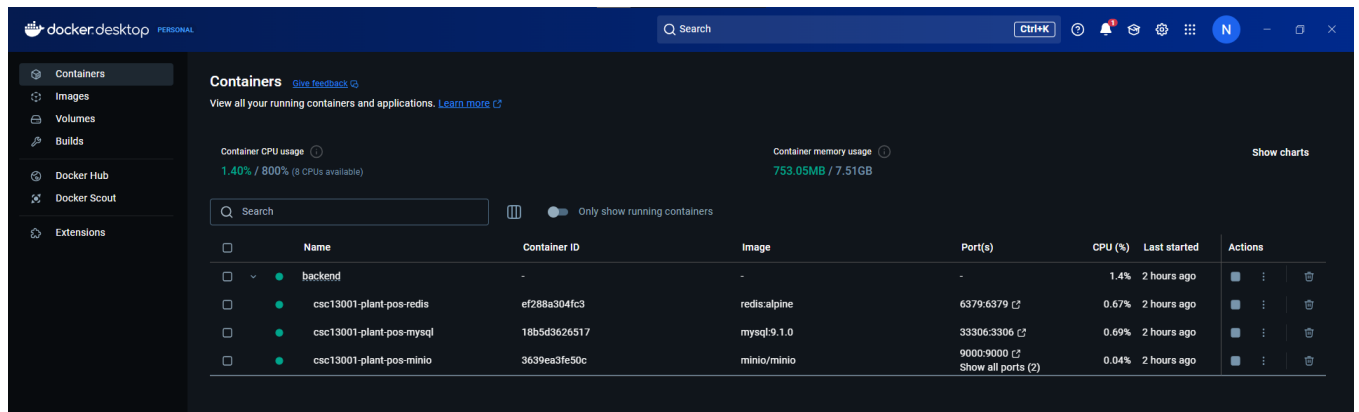 docker.desktop PERSONAL
Search Ctrl+K 1 N
Containers
Images
Volumes
Builds
Docker Hub
Docker Scout
Extensions
Containers Give feedback
View all your running containers and applications. Learn more
Container CPU usage
1.40% / 800% (8 CPUs available)
Container memory usage
753.05MB / 7.51GB
Show charts
Search
Only show running containers
Name Container ID Image Port(s) CPU (%) Last started Actions
backend - - - 1.4% 2 hours ago
csc13001-plant-pos-redis ef288a304fc3 redis:alpine 6379:6379 0.67% 2 hours ago
csc13001-plant-pos-mysql 18b5d3626517 mysql:9.1.0 33306:3306 0.69% 2 hours ago
csc13001-plant-pos-minio 3639ea3fe50c minio/minio 9000:9000 0.04% 2 hours ago
Show all ports (2)